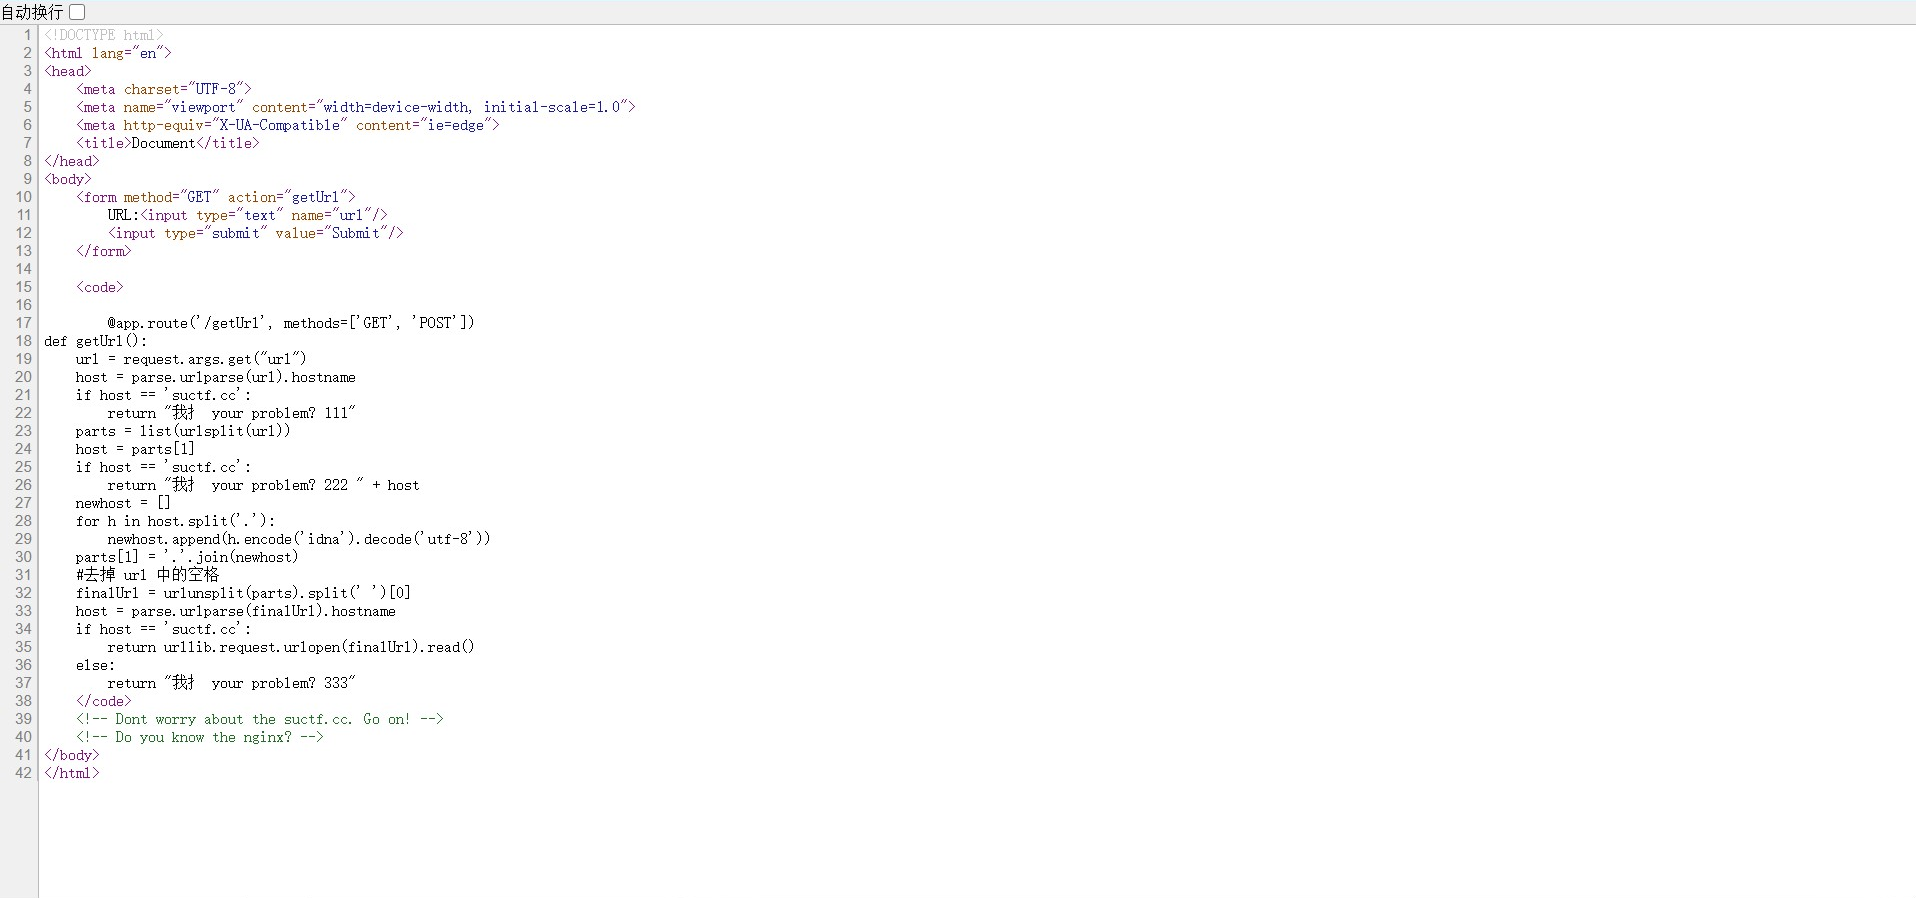 自动换行
1 <!DOCTYPE html>
2 <html lang="en">
3 <head>
4     <meta charset="UTF-8">
5     <meta name="viewport" content="width=device-width, initial-scale=1.0">
6     <meta http-equiv="X-UA-Compatible" content="ie=edge">
7     <title>Document</title>
8 </head>
9 <body>
10     <form method="GET" action="getUrl">
11         URL:<input type="text" name="url"/>
12         <input type="submit" value="Submit"/>
13     </form>
14
15     <code>
16
17         @app.route('/getUrl', methods=['GET', 'POST'])
18 def getUrl():
19     url = request.args.get("url")
20     host = parse.urlparse(url).hostname
21     if host == 'suctf.cc':
22         return "我扌 your problem? 111"
23     parts = list(urlsplit(url))
24     host = parts[1]
25     if host == 'suctf.cc':
26         return "我扌 your problem? 222 " + host
27     newhost = []
28     for h in host.split('.'):
29         newhost.append(h.encode('idna').decode('utf-8'))
30     parts[1] = '.'.join(newhost)
31     #去掉 url 中的空格
32     finalUrl = urlunsplit(parts).split(' ')[0]
33     host = parse.urlparse(finalUrl).hostname
34     if host == 'suctf.cc':
35         return urllib.request.urlopen(finalUrl).read()
36     else:
37         return "我扌 your problem? 333"
38     </code>
39     <!-- Dont worry about the suctf.cc. Go on! -->
40     <!-- Do you know the nginx? -->
41 </body>
42 </html>